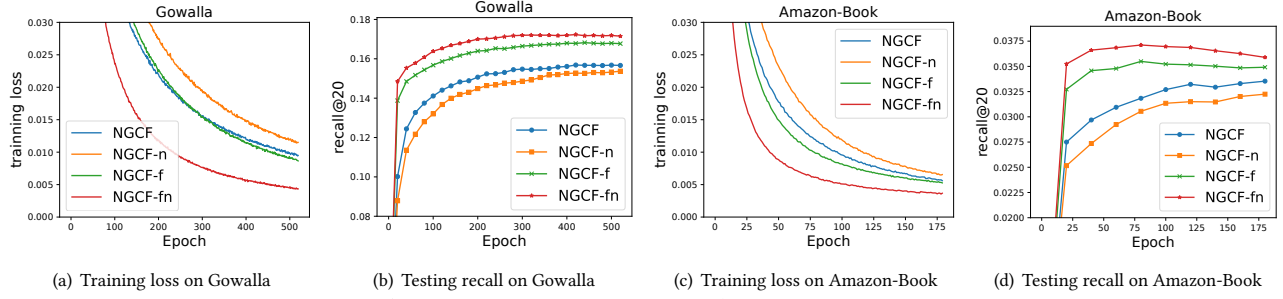 Gowalla
trainning loss
0.030
0.025
0.020
0.015
0.010
0.005
0.000
NGCF
NGCF-n
NGCF-f
NGCF-fn
0 100 200 300 400 500
Epoch
(a) Training loss on Gowalla
Gowalla
recall@20
0.18
0.16
0.14
0.12
0.10
0.08
NGCF
NGCF-n
NGCF-f
NGCF-fn
0 100 200 300 400 500
Epoch
(b) Testing recall on Gowalla
Amazon-Book
trainning loss
0.030
0.025
0.020
0.015
0.010
0.005
0.000
NGCF
NGCF-n
NGCF-f
NGCF-fn
0 25 50 75 100 125 150 175
Epoch
(c) Training loss on Amazon-Book
Amazon-Book
recall@20
0.0375
0.0350
0.0325
0.0300
0.0275
0.0250
0.0225
0.0200
NGCF
NGCF-n
NGCF-f
NGCF-fn
0 25 50 75 100 125 150 175
Epoch
(d) Testing recall on Amazon-Book